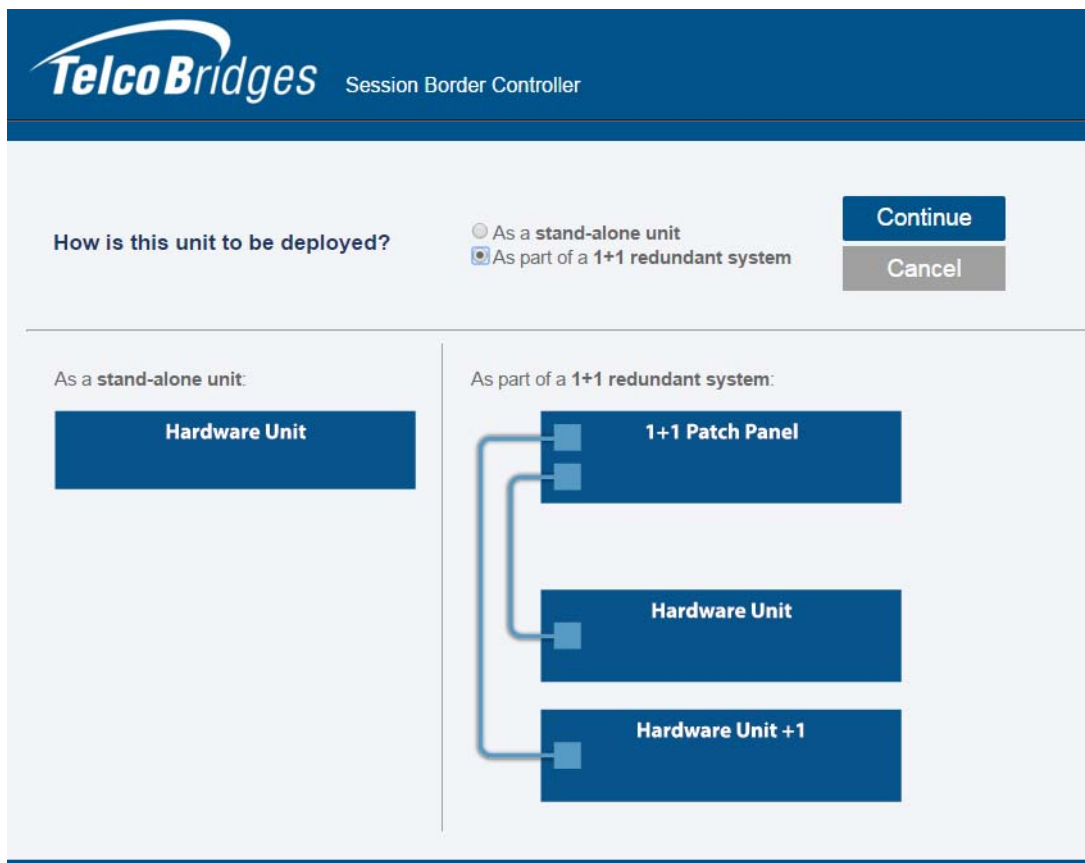 TelcoBridges Session Border Controller
How is this unit to be deployed?
As a stand-alone unit
As part of a 1+1 redundant system
Continue
Cancel
As a stand-alone unit:
Hardware Unit
As part of a 1+1 redundant system:
1+1 Patch Panel
Hardware Unit
Hardware Unit +1